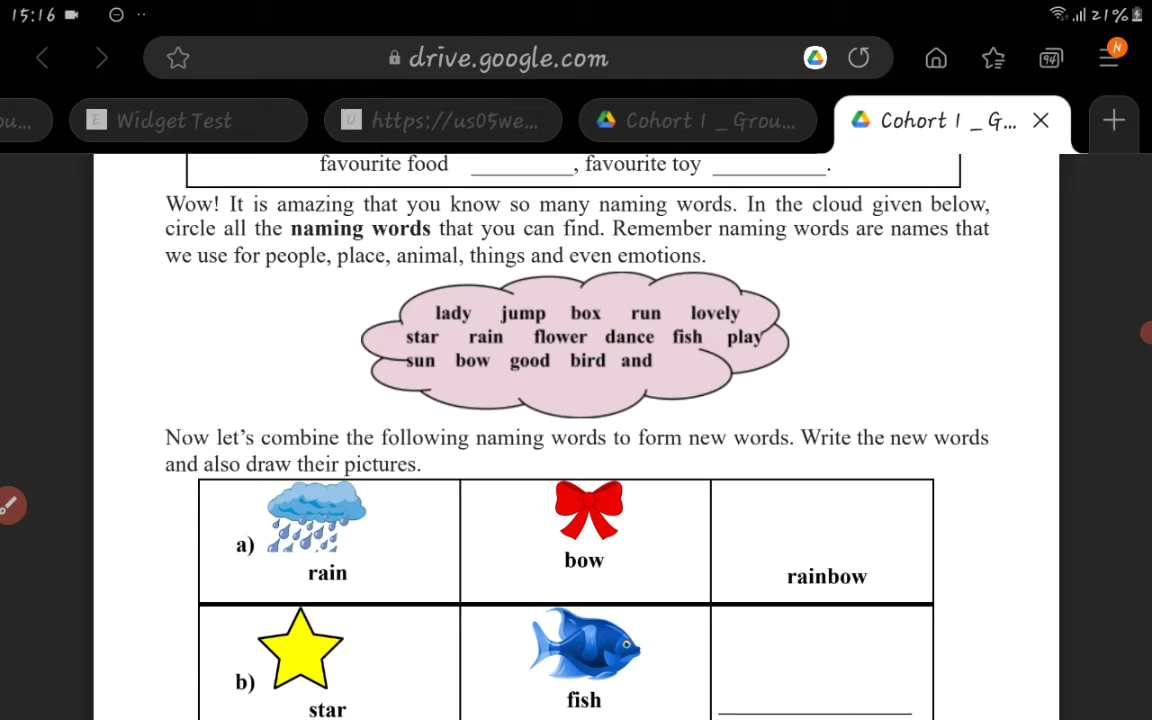 15:16
21%
drive.google.com
94
N
ou...
E Widget Test
U https://us05we...
Cohort 1 _ Grou...
Cohort 1 _ G...
favourite food __________, favourite toy ___________.
Wow! It is amazing that you know so many naming words. In the cloud given below,
circle all the naming words that you can find. Remember naming words are names that
we use for people, place, animal, things and even emotions.
lady jump box run lovely
star rain flower dance fish play
sun bow good bird and
Now let's combine the following naming words to form new words. Write the new words
and also draw their pictures.
a) rain
bow
rainbow
b) star
fish